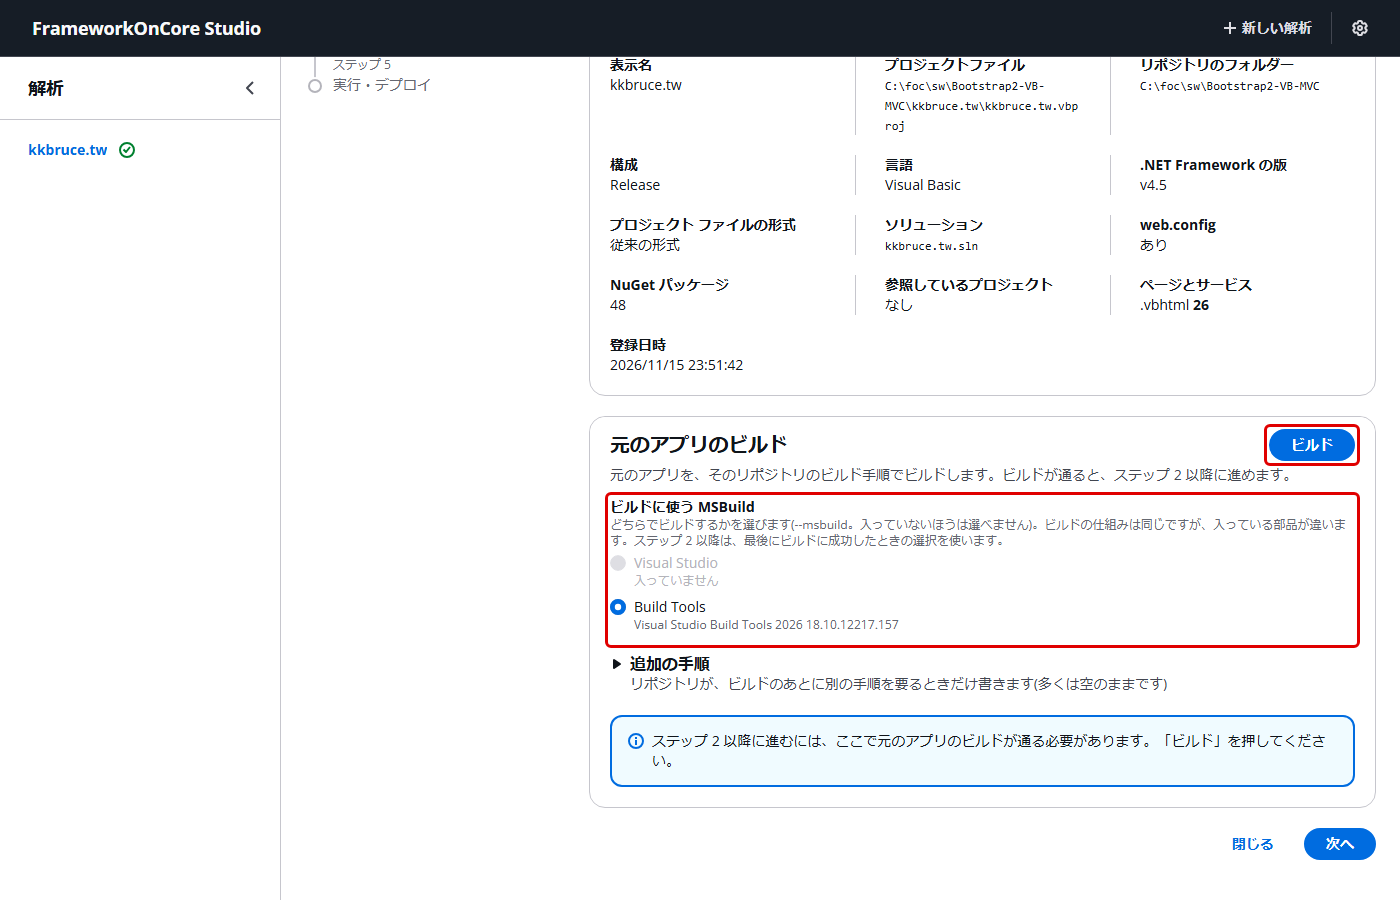 FrameworkOnCore Studio
新しい解析
解析
kkbruce.tw
ステップ 5
実行・デプロイ
表示名
kkbruce.tw
プロジェクトファイル
C:\foc\sw\Bootstrap2-VB-
MVC\kkbruce.tw\kkbruce.tw.vbp
roj
リポジトリのフォルダー
C:\foc\sw\Bootstrap2-VB-MVC
構成
Release
言語
Visual Basic
.NET Framework の版
v4.5
プロジェクト ファイルの形式
従来の形式
ソリューション
kkbruce.tw.sln
web.config
あり
NuGet パッケージ
48
参照しているプロジェクト
なし
ページとサービス
.vbhtml 26
登録日時
2026/11/15 23:51:42
元のアプリのビルド
ビルド
元のアプリを、そのリポジトリのビルド手順でビルドします。ビルドが通ると、ステップ 2 以降に進めます。
ビルドに使う MSBuild
どちらでビルドするかを選びます(--msbuild。入っていないほうは選べません)。ビルドの仕組みは同じですが、入っている部品が違いま
す。ステップ 2 以降は、最後にビルドに成功したときの選択を使います。
Visual Studio
入っていません
Build Tools
Visual Studio Build Tools 2026 18.10.12217.157
追加の手順
リポジトリが、ビルドのあとに別の手順を要るときだけ書きます(多くは空のままです)
ステップ 2 以降に進むには、ここで元のアプリのビルドが通る必要があります。「ビルド」を押してくださ
い。
閉じる
次へ